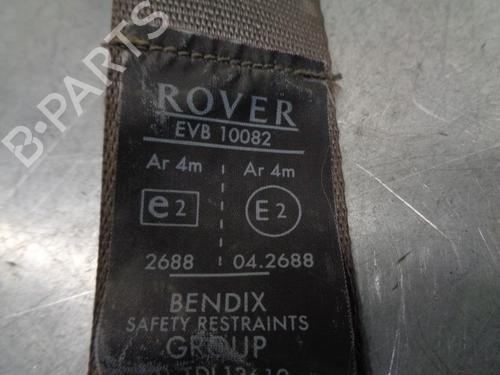 B-PARTS
ROVER
EVB 10082
Ar 4m Ar 4m
e2 E2
2688 04.2688
BENDIX
SAFETY RESTRAINTS
GROUP